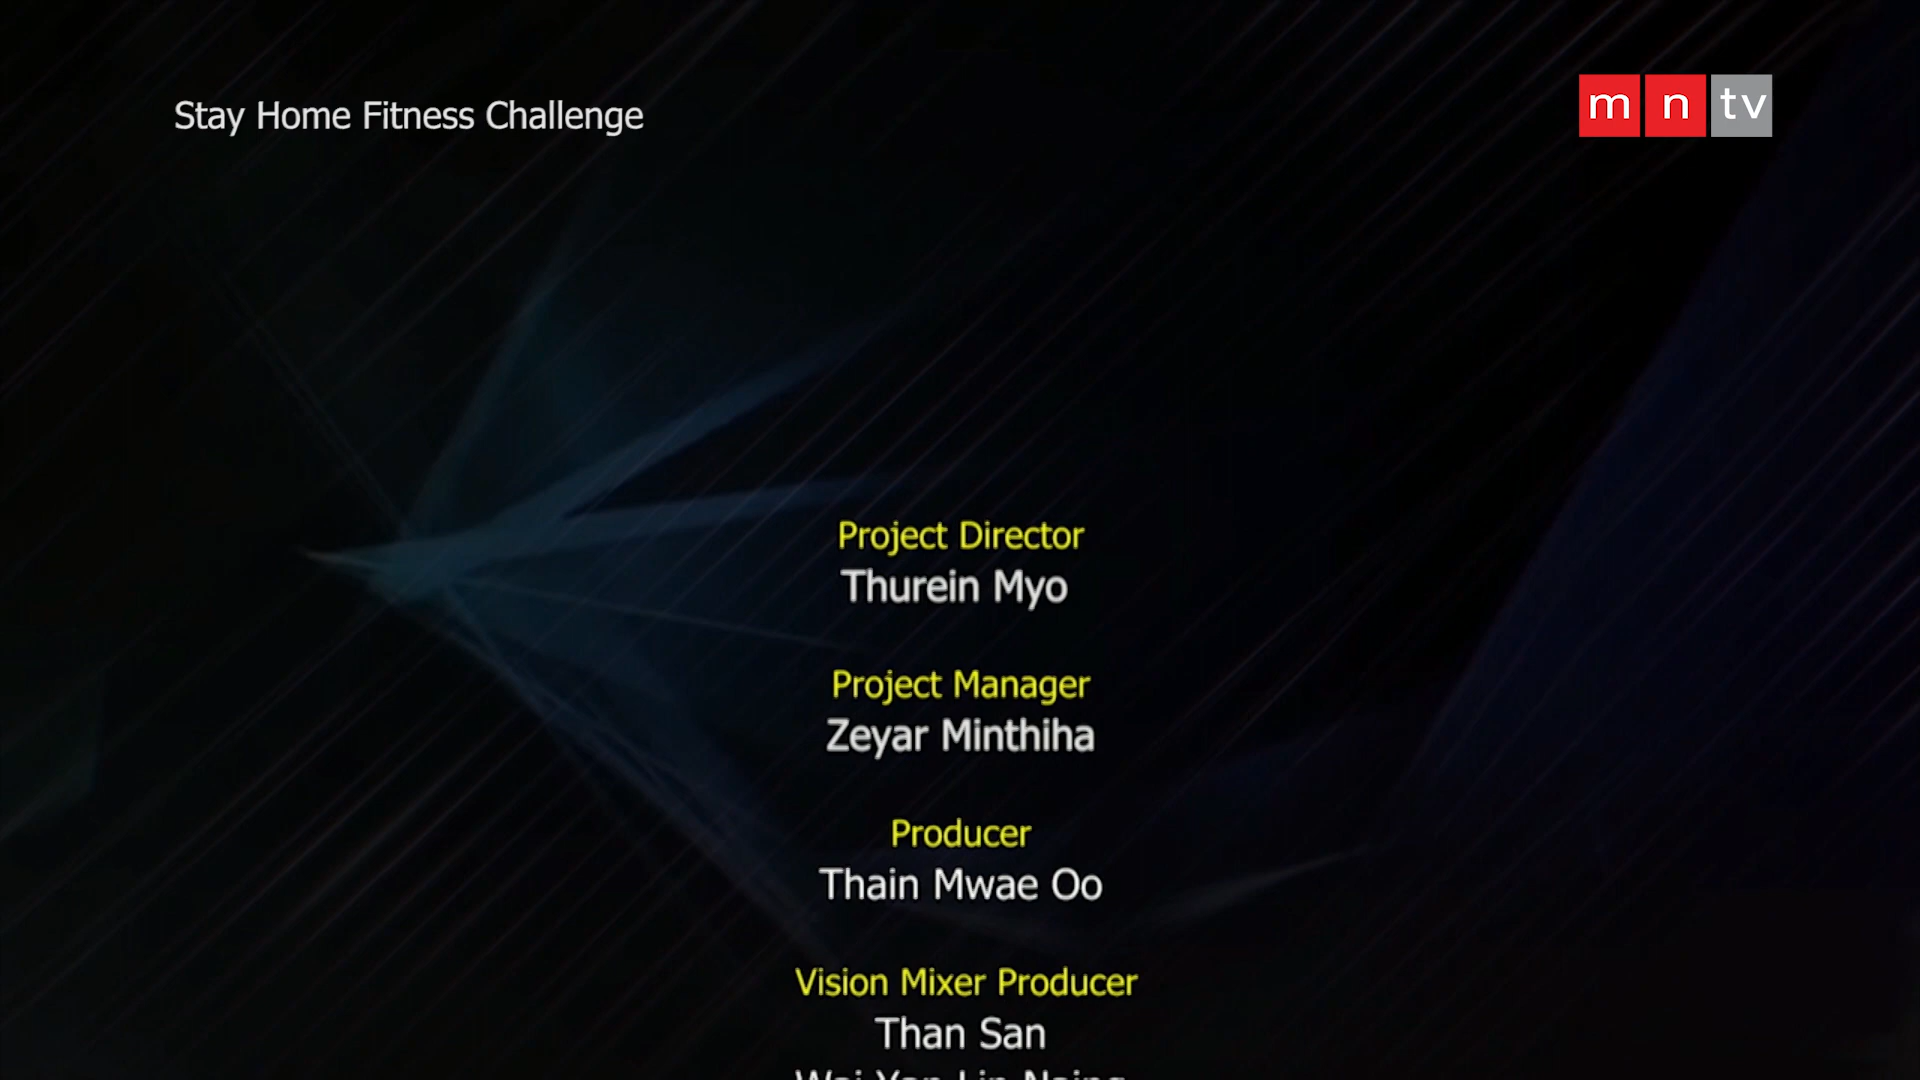 Stay Home Fitness Challenge
mntv
Project Director
Thurein Myo
Project Manager
Zeyar Minthiha
Producer
Thain Mwae Oo
Vision Mixer Producer
Than San